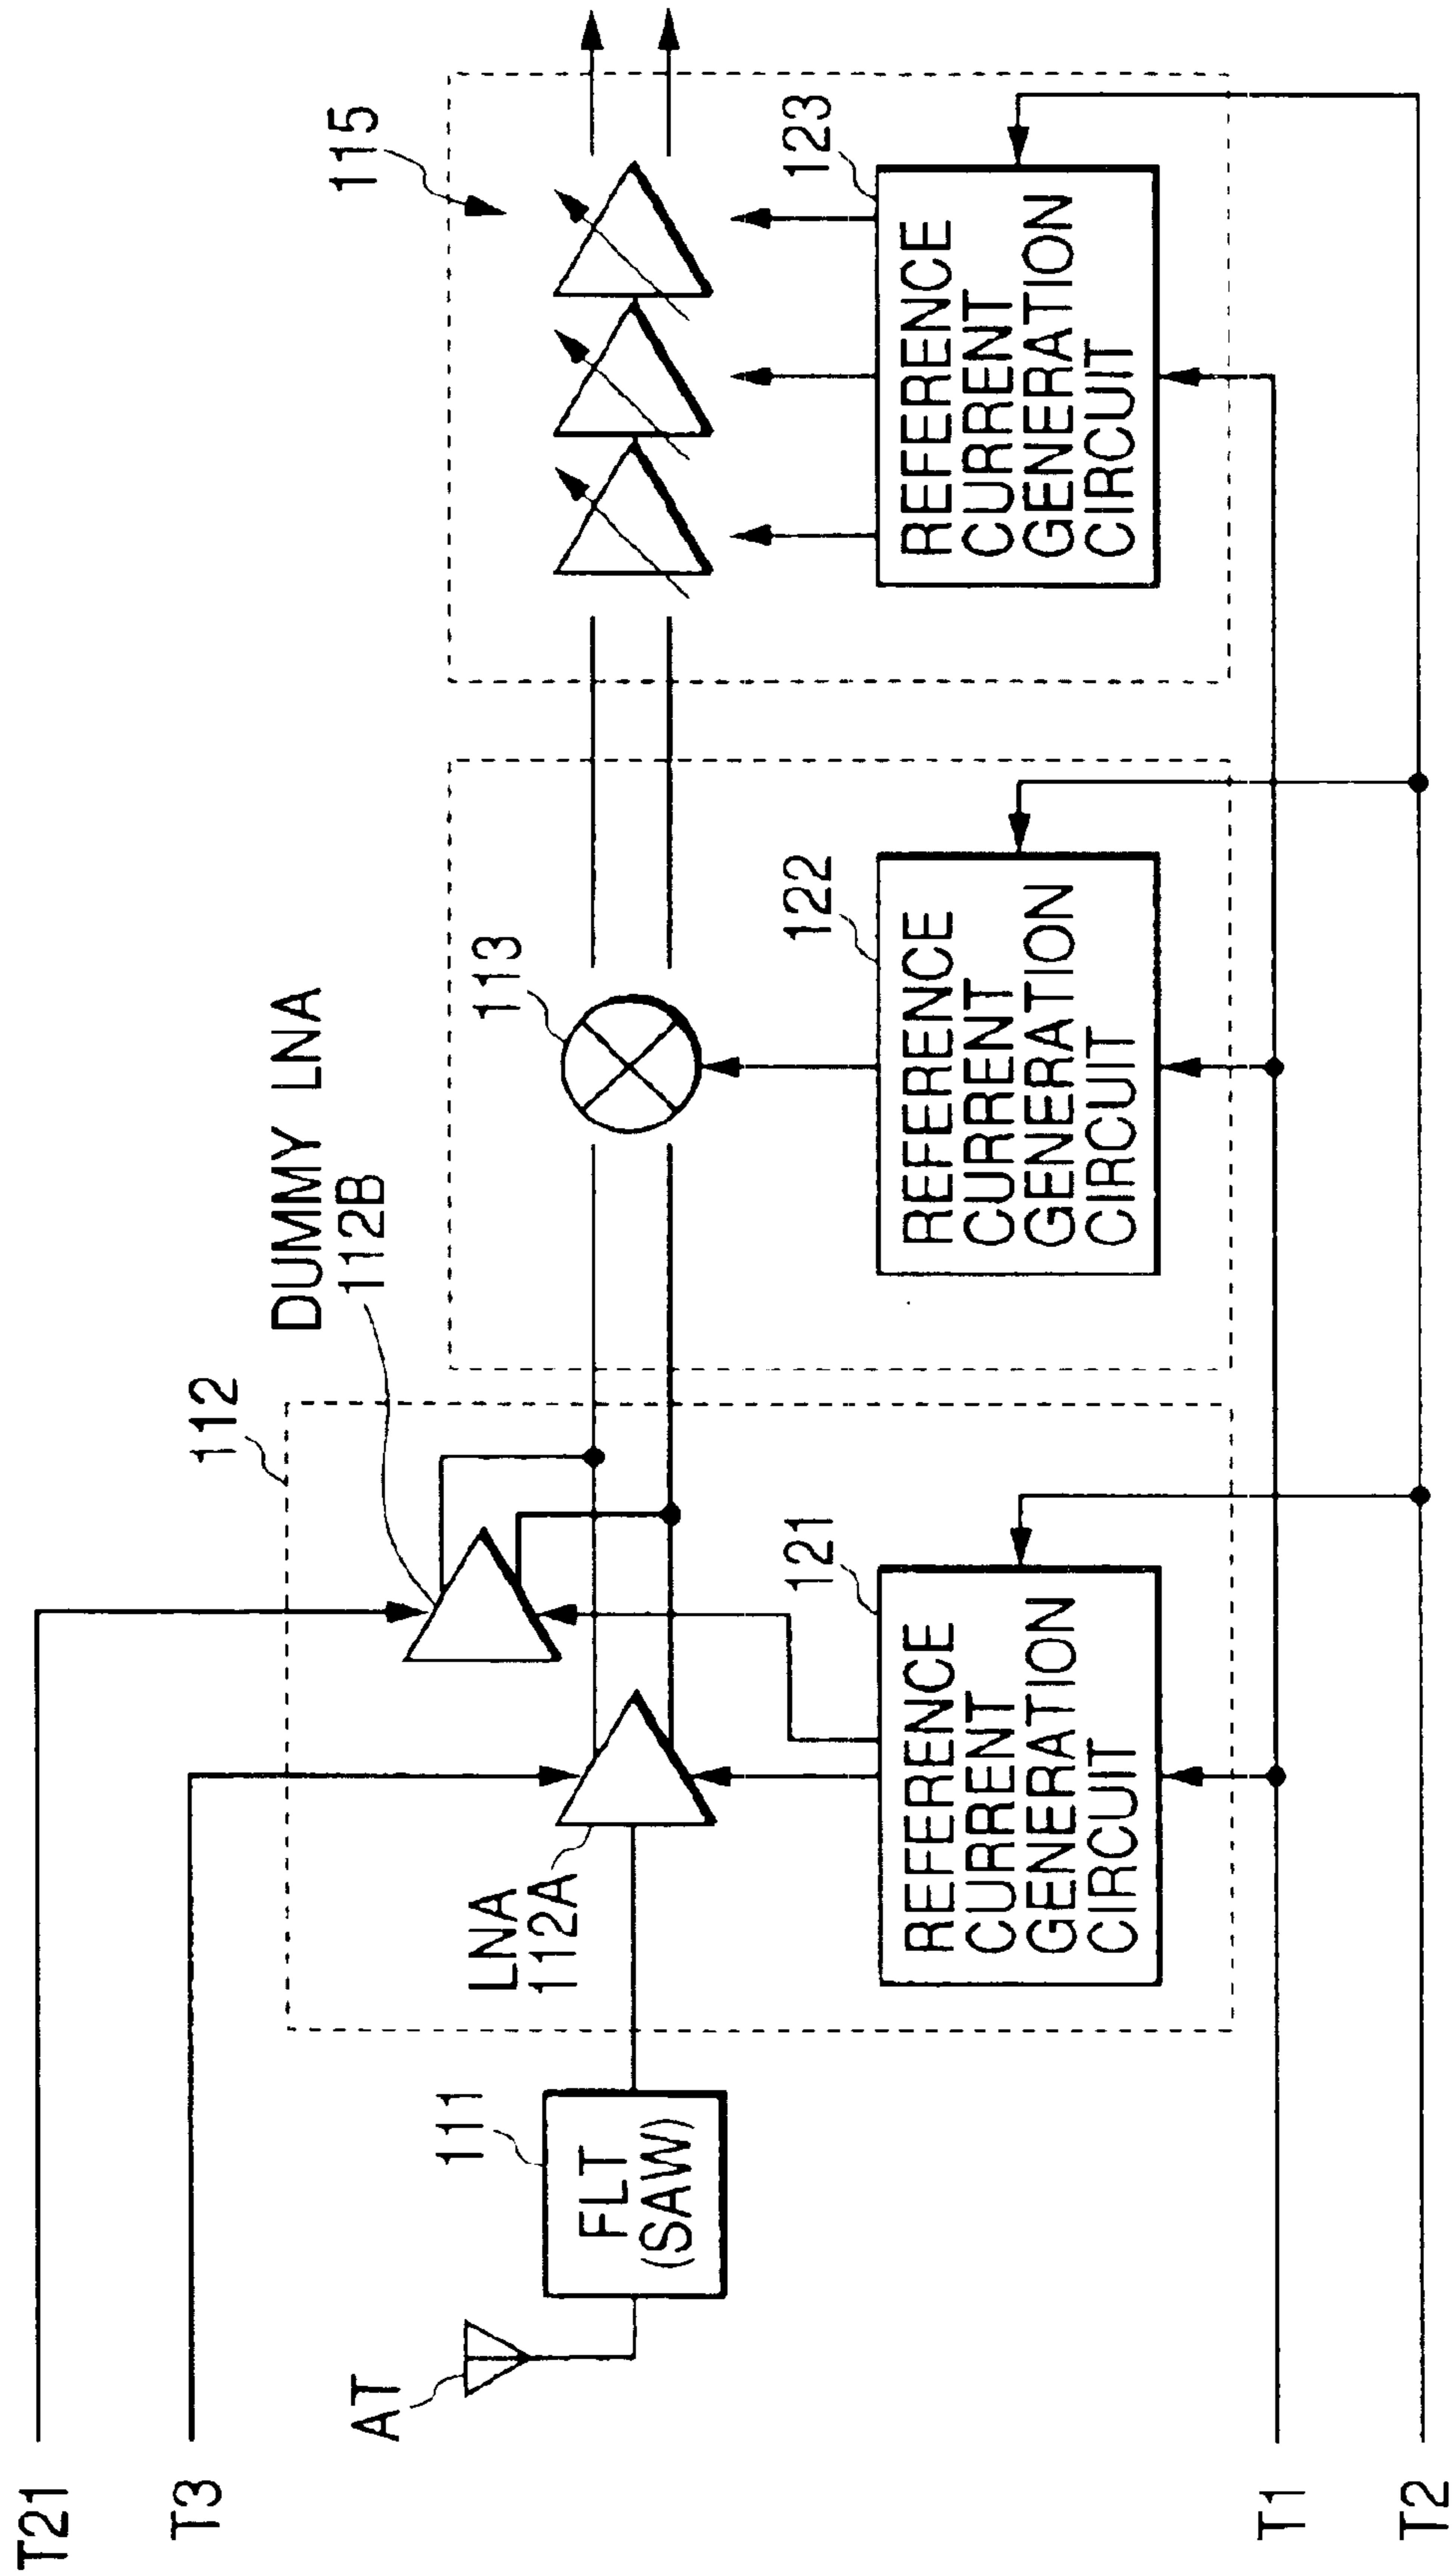 T21
T3
112
DUMMY LNA
112B
115
AT
111
FLT
(SAW)
LNA
112A
113
121
REFERENCE
CURRENT
GENERATION
CIRCUIT
122
REFERENCE
CURRENT
GENERATION
CIRCUIT
123
REFERENCE
CURRENT
GENERATION
CIRCUIT
T1
T2